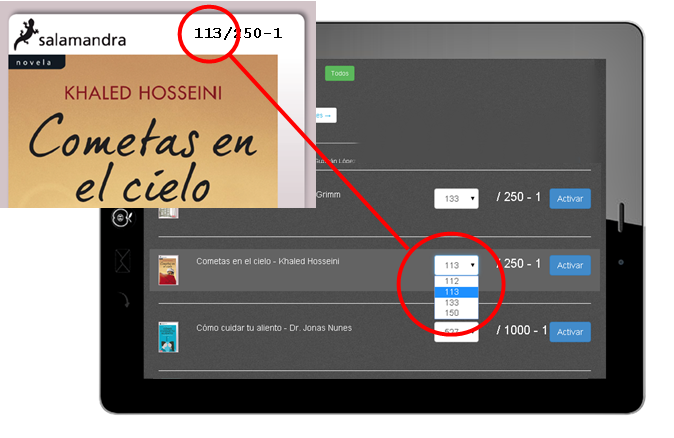 salamandra
113/250-1
novela
KHALED HOSSEINI
Cometas en
el cielo
Todos
es →
Grimm
133
/ 250 - 1
Activar
Cometas en el cielo - Khaled Hosseini
113
/ 250 - 1
Activar
112
113
133
150
Cómo cuidar tu aliento - Dr. Jonas Nunes
527
/ 1000 - 1
Activar